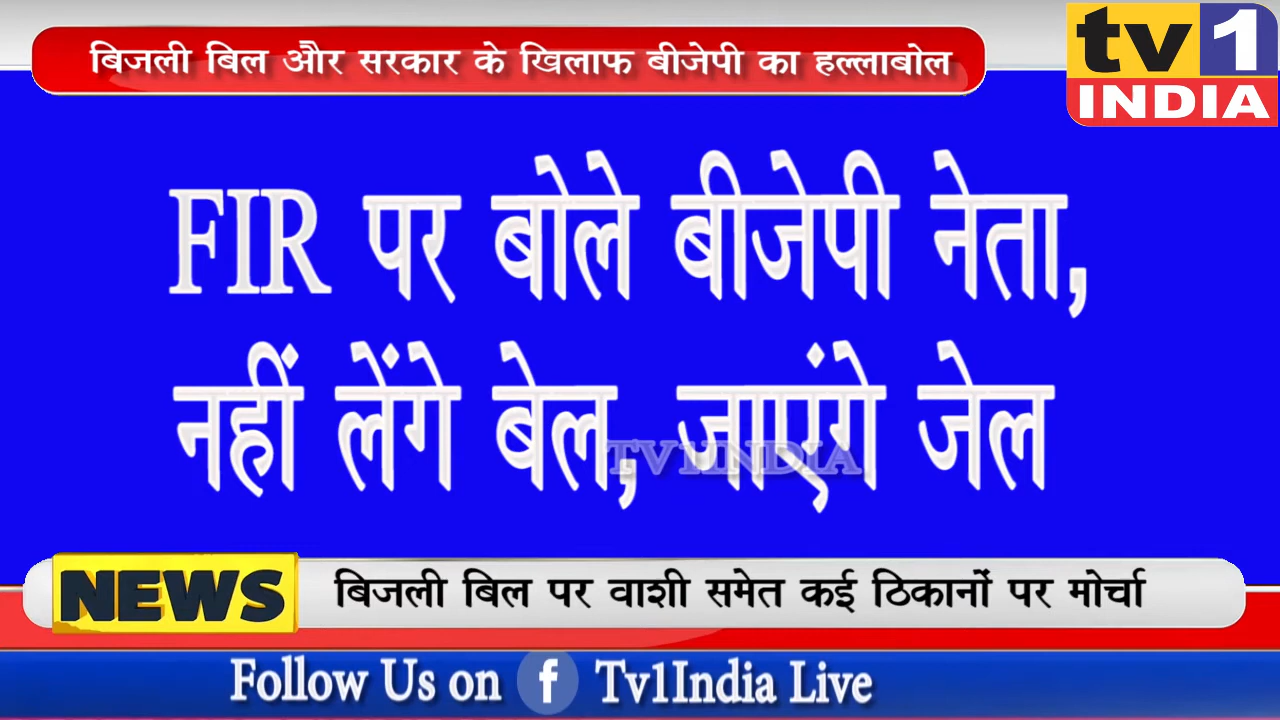 बिजली बिल और सरकार के खिलाफ बीजेपी का हल्लाबोल
tv1
INDIA
FIR पर बोले बीजेपी नेता,
नहीं लेंगे बेल, जाएंगे जेल
TV1INDIA
NEWS
बिजली बिल पर वाशी समेत कई ठिकानों पर मोर्चा
Follow Us on f Tv1India Live